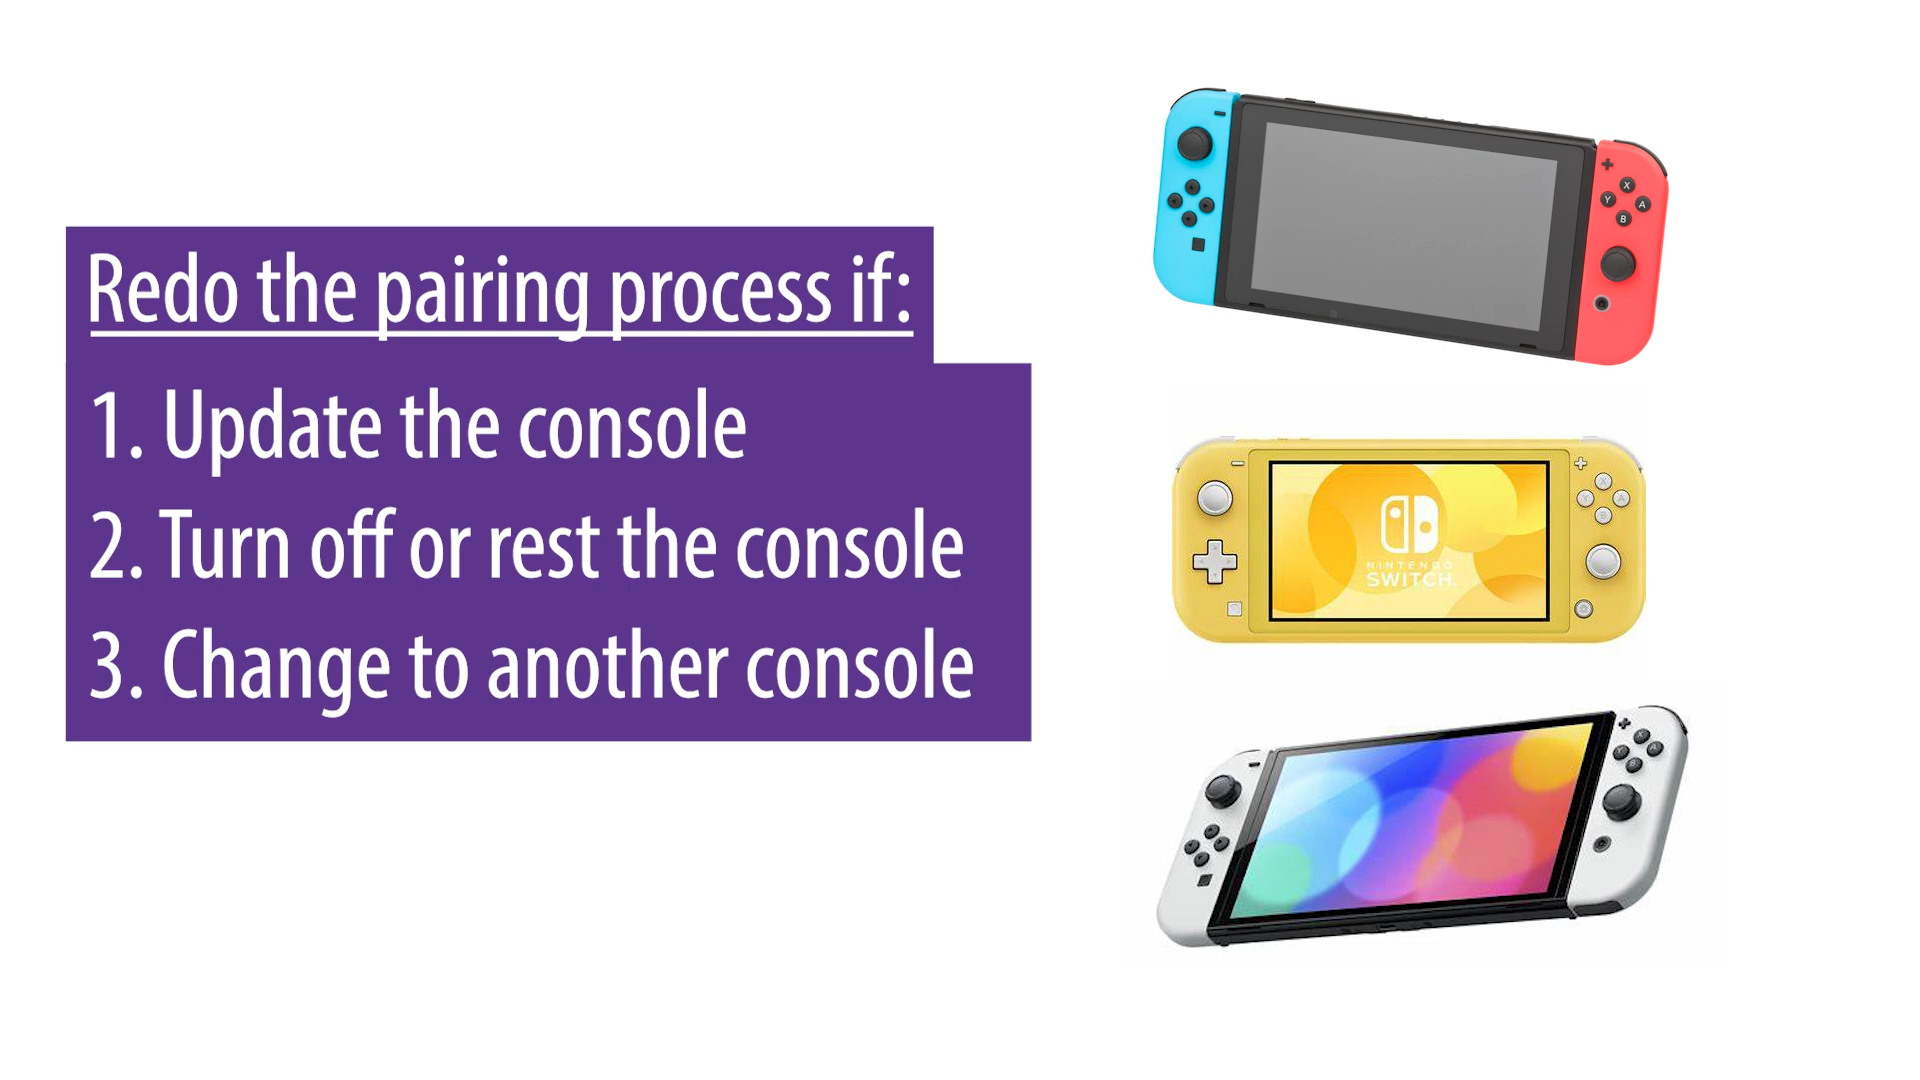 Redo the pairing process if:
1. Update the console
2. Turn off or rest the console
3. Change to another console
X
Y A
B
X
Y A
B
NINTENDO
SWITCH
X
Y A
B